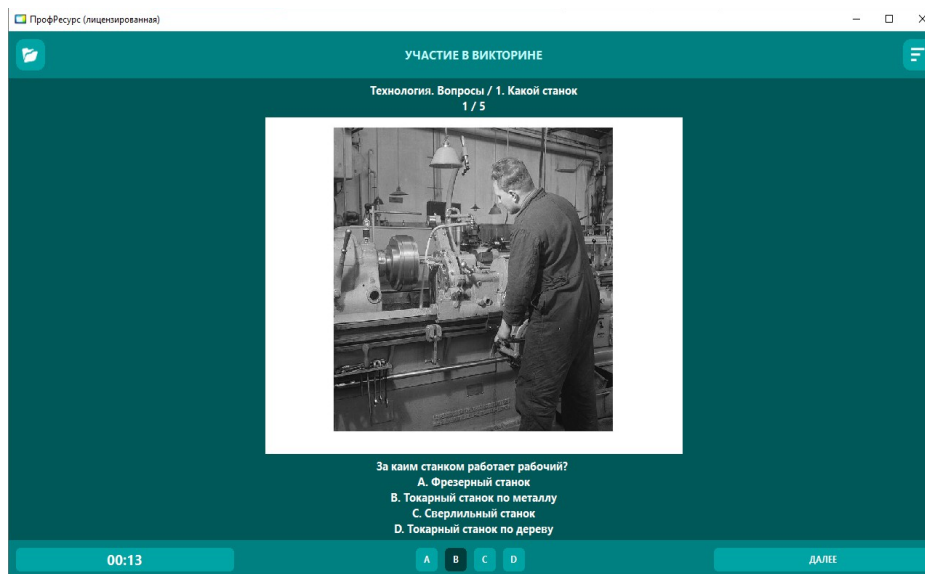 ПрофРесурс (лицензированная)
УЧАСТИЕ В ВИКТОРИНЕ
Технология. Вопросы / 1. Какой станок
1 / 5
За каим станком работает рабочий?
A. Фрезерный станок
B. Токарный станок по металлу
C. Сверлильный станок
D. Токарный станок по дереву
00:13
A B C D
ДАЛЕЕ